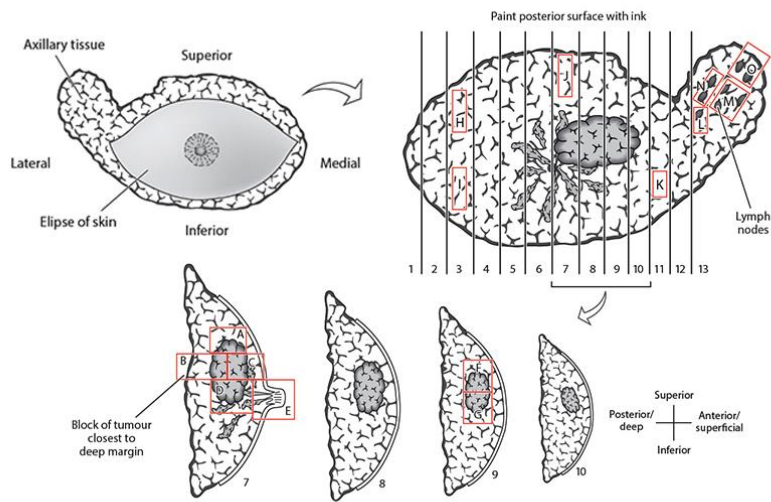 Axillary tissue
Superior
Lateral
Medial
Elipse of skin
Inferior
Paint posterior surface with ink
H
I
J
K
L
M
N
O
Lymph
nodes
1 2 3 4 5 6 7 8 9 10 11 12 13
A
B
C
D
E
Block of tumour
closest to
deep margin
7
8
F
G
9
10
Superior
Posterior/
deep
Anterior/
superficial
Inferior